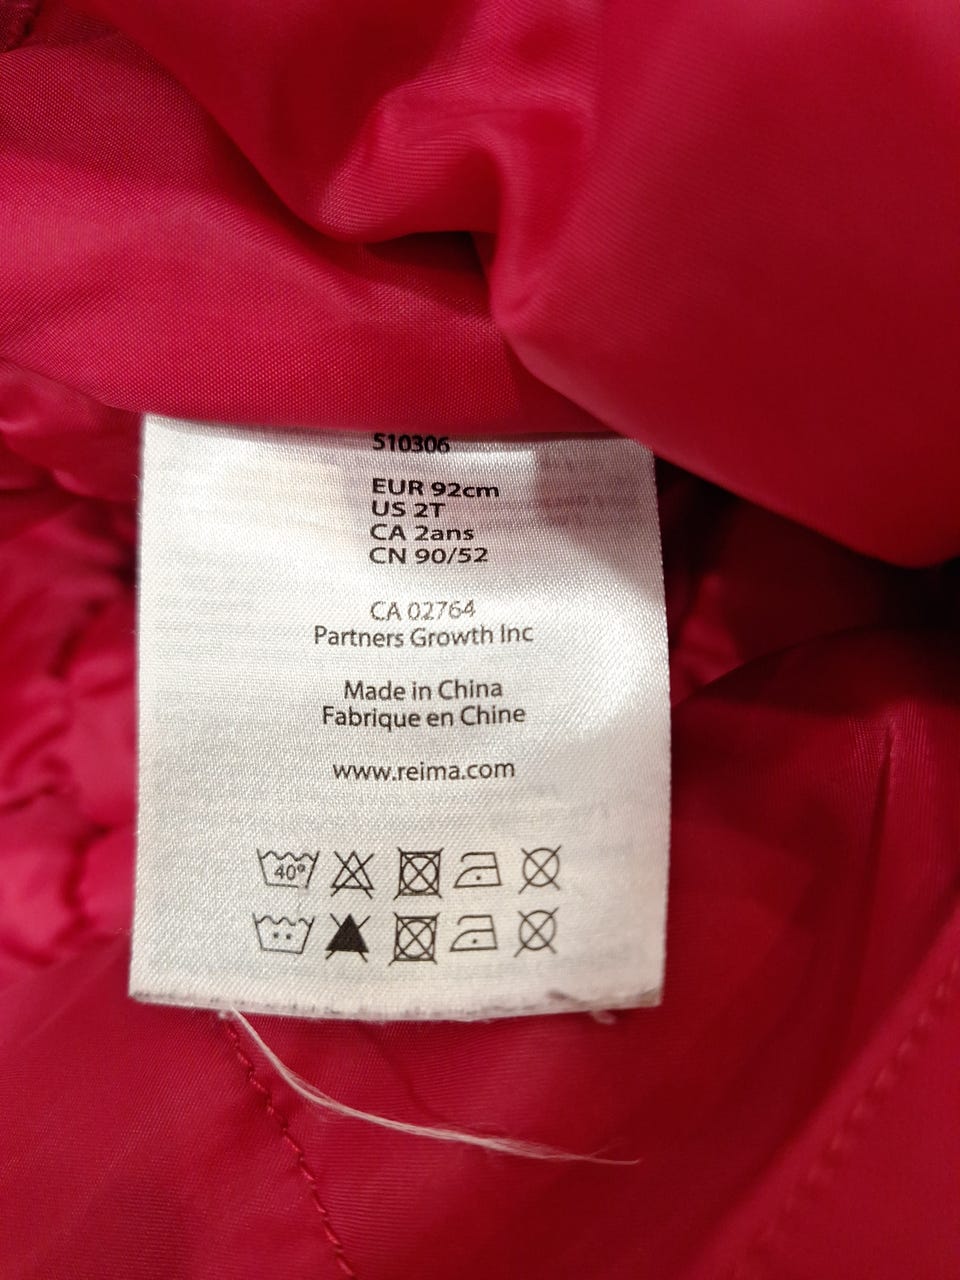 510306
EUR 92cm
US 2T
CA 2ans
CN 90/52
CA 02764
Partners Growth Inc
Made in China
Fabrique en Chine
www.reima.com
40°